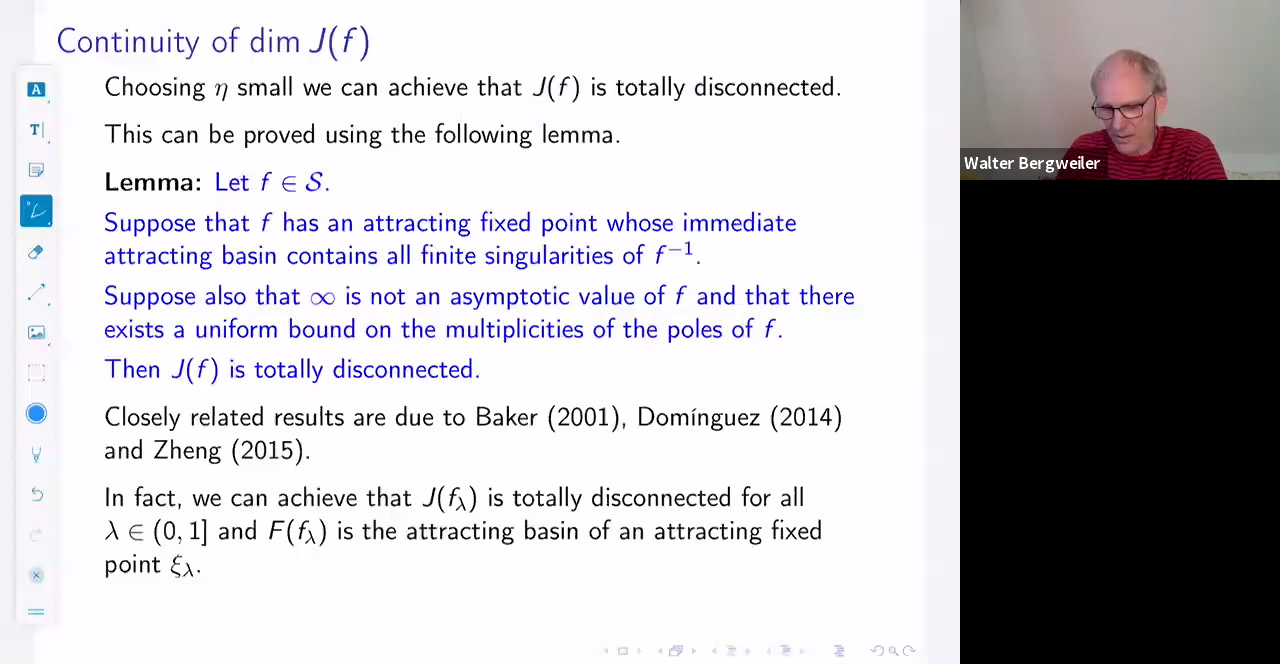 Continuity of dim J(f)
Choosing η small we can achieve that J(f) is totally disconnected.
This can be proved using the following lemma.
Lemma: Let f ∈ S.
Suppose that f has an attracting fixed point whose immediate
attracting basin contains all finite singularities of f⁻¹.
Suppose also that ∞ is not an asymptotic value of f and that there
exists a uniform bound on the multiplicities of the poles of f.
Then J(f) is totally disconnected.
Closely related results are due to Baker (2001), Domínguez (2014)
and Zheng (2015).
In fact, we can achieve that J(f_λ) is totally disconnected for all
λ ∈ (0, 1] and F(f_λ) is the attracting basin of an attracting fixed
point ξ_λ.
Walter Bergweiler